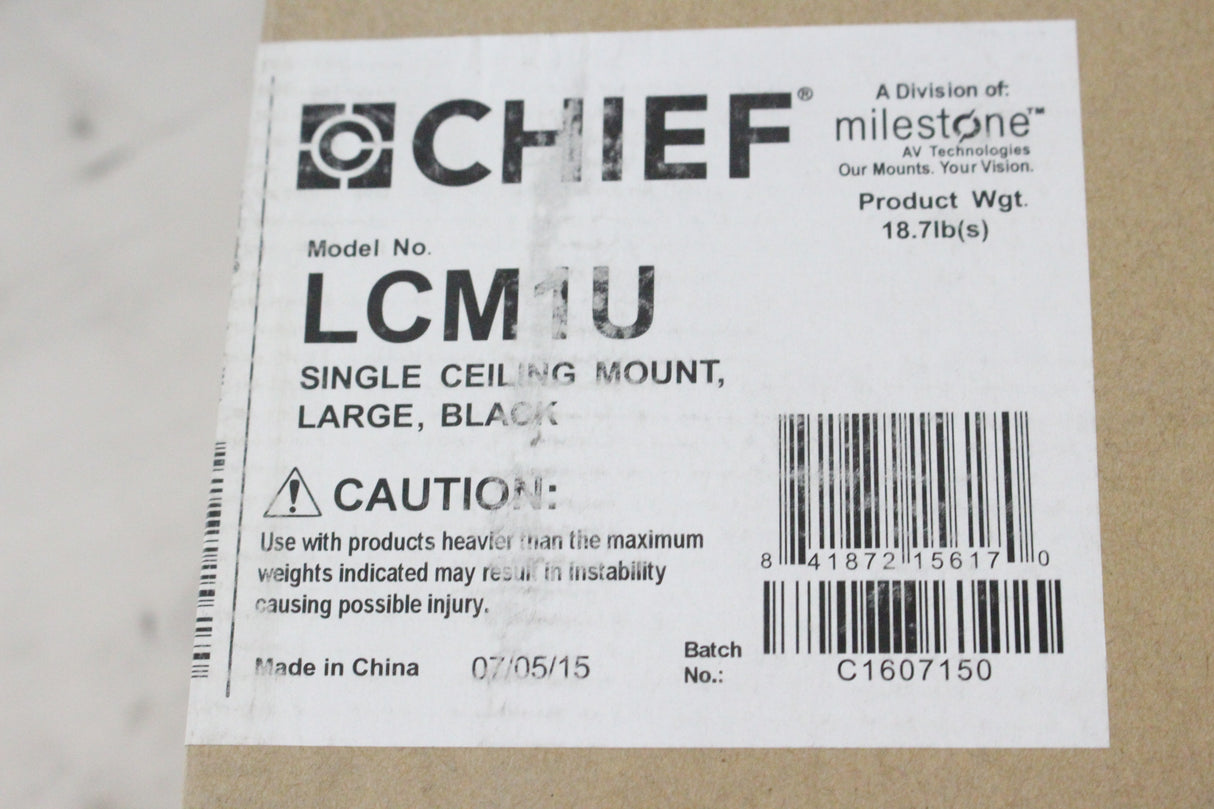 CHIEF®
A Division of:
milestone™
AV Technologies
Our Mounts. Your Vision.
Product Wgt.
18.7lb(s)
Model No.
LCM1U
SINGLE CEILING MOUNT,
LARGE, BLACK
CAUTION:
Use with products heavier than the maximum
weights indicated may result in instability
causing possible injury.
Made in China 07/05/15
8 41872 15617 0
Batch
No.:
C1607150